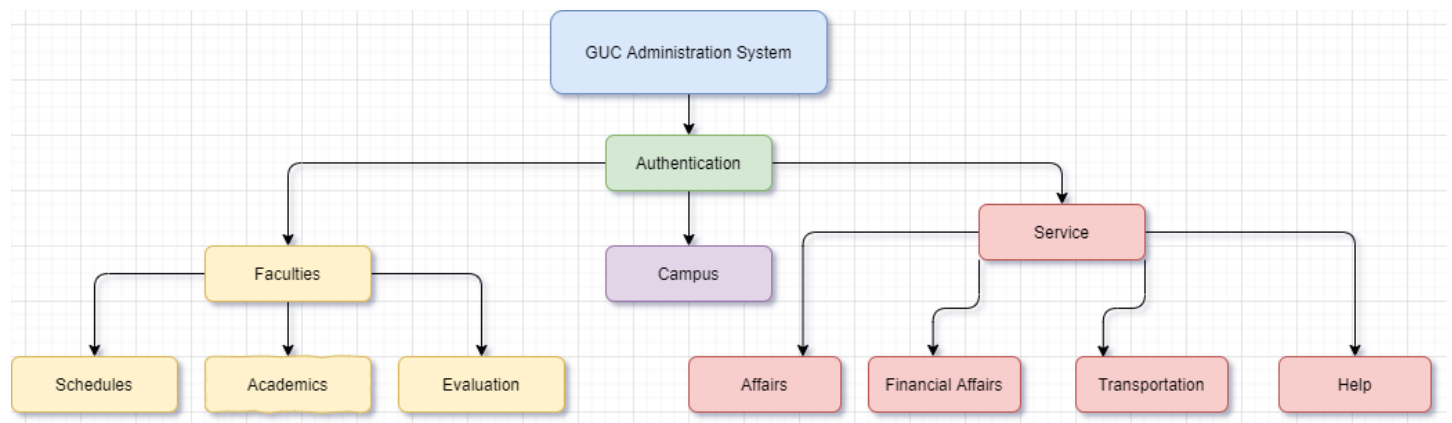 GUC Administration System
Authentication
Service
Faculties
Campus
Schedules
Academics
Evaluation
Affairs
Financial Affairs
Transportation
Help